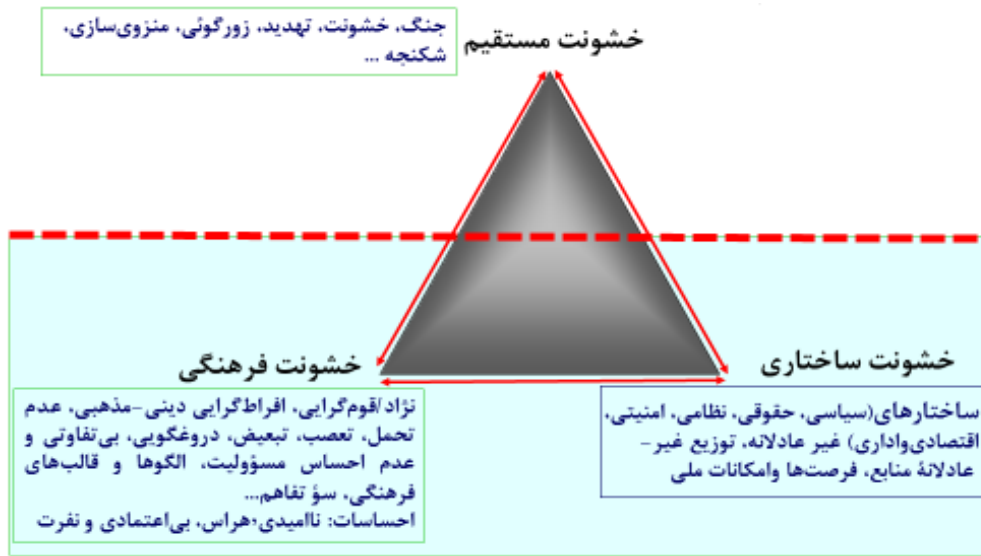 خشونت مستقیم
جنگ، خشونت، تهدید، زورگوئی، منزوی‌سازی،
شکنجه ...
خشونت ساختاری
ساختارهای(سیاسی، حقوقی، نظامی، امنیتی،
اقتصادی‌واداری) غیر عادلانه، توزیع غیر-
عادلانهٔ منابع، فرصت‌ها وامکانات ملی
خشونت فرهنگی
نژاد/قوم‌گرایی، افراط‌گرایی دینی-مذهبی، عدم
تحمل، تعصب، تبعیض، دروغگویی، بی‌تفاوتی و
عدم احساس مسؤولیت، الگوها و قالب‌های
فرهنگی، سؤ تفاهم...
احساسات: ناامیدی،هراس، بی‌اعتمادی و نفرت